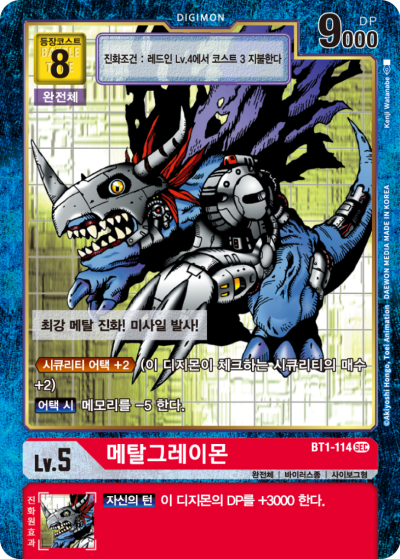 DIGIMON
등장코스트
8
DP
9000
진화조건 : 레드인 Lv.4에서 코스트 3 지불한다
완전체
Kenji Watanabe
©Akiyoshi Hongo, Toei Animation DAEWON MEDIA MADE IN KOREA
최강 메탈 진화! 미사일 발사!
시큐리티 어택 +2 (이 디지몬이 체크하는 시큐리티의 매수
+2)
어택 시 메모리를 -5 한다.
BT1-114 SEC
Lv.5
메탈그레이몬
완전체 | 바이러스종 | 사이보그형
진화원효과
자신의 턴 이 디지몬의 DP를 +3000 한다.